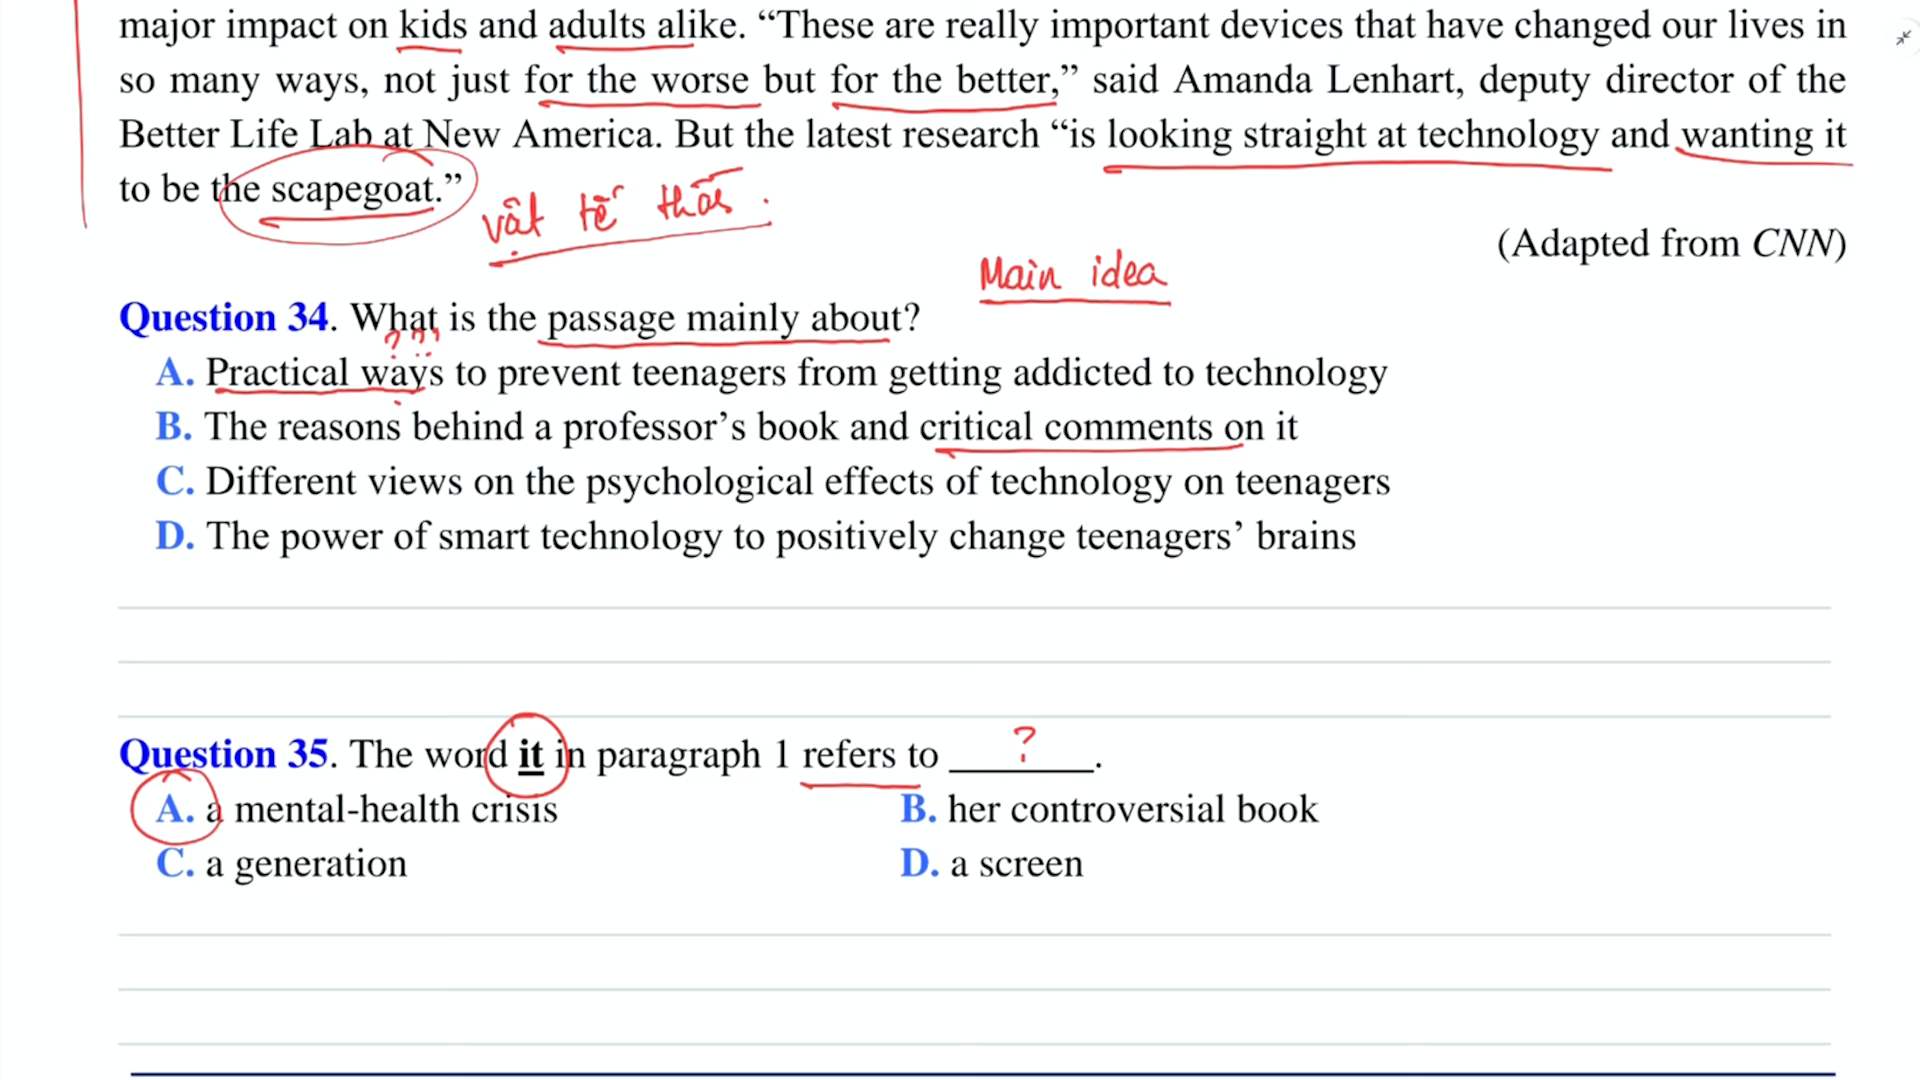 major impact on kids and adults alike. “These are really important devices that have changed our lives in
so many ways, not just for the worse but for the better,” said Amanda Lenhart, deputy director of the
Better Life Lab at New America. But the latest research “is looking straight at technology and wanting it
to be the scapegoat.”
vật tế thần.
(Adapted from CNN)
Main idea
Question 34. What is the passage mainly about?
???
A. Practical ways to prevent teenagers from getting addicted to technology
B. The reasons behind a professor’s book and critical comments on it
C. Different views on the psychological effects of technology on teenagers
D. The power of smart technology to positively change teenagers’ brains
Question 35. The word it in paragraph 1 refers to ___?___.
A. a mental-health crisis B. her controversial book
C. a generation D. a screen